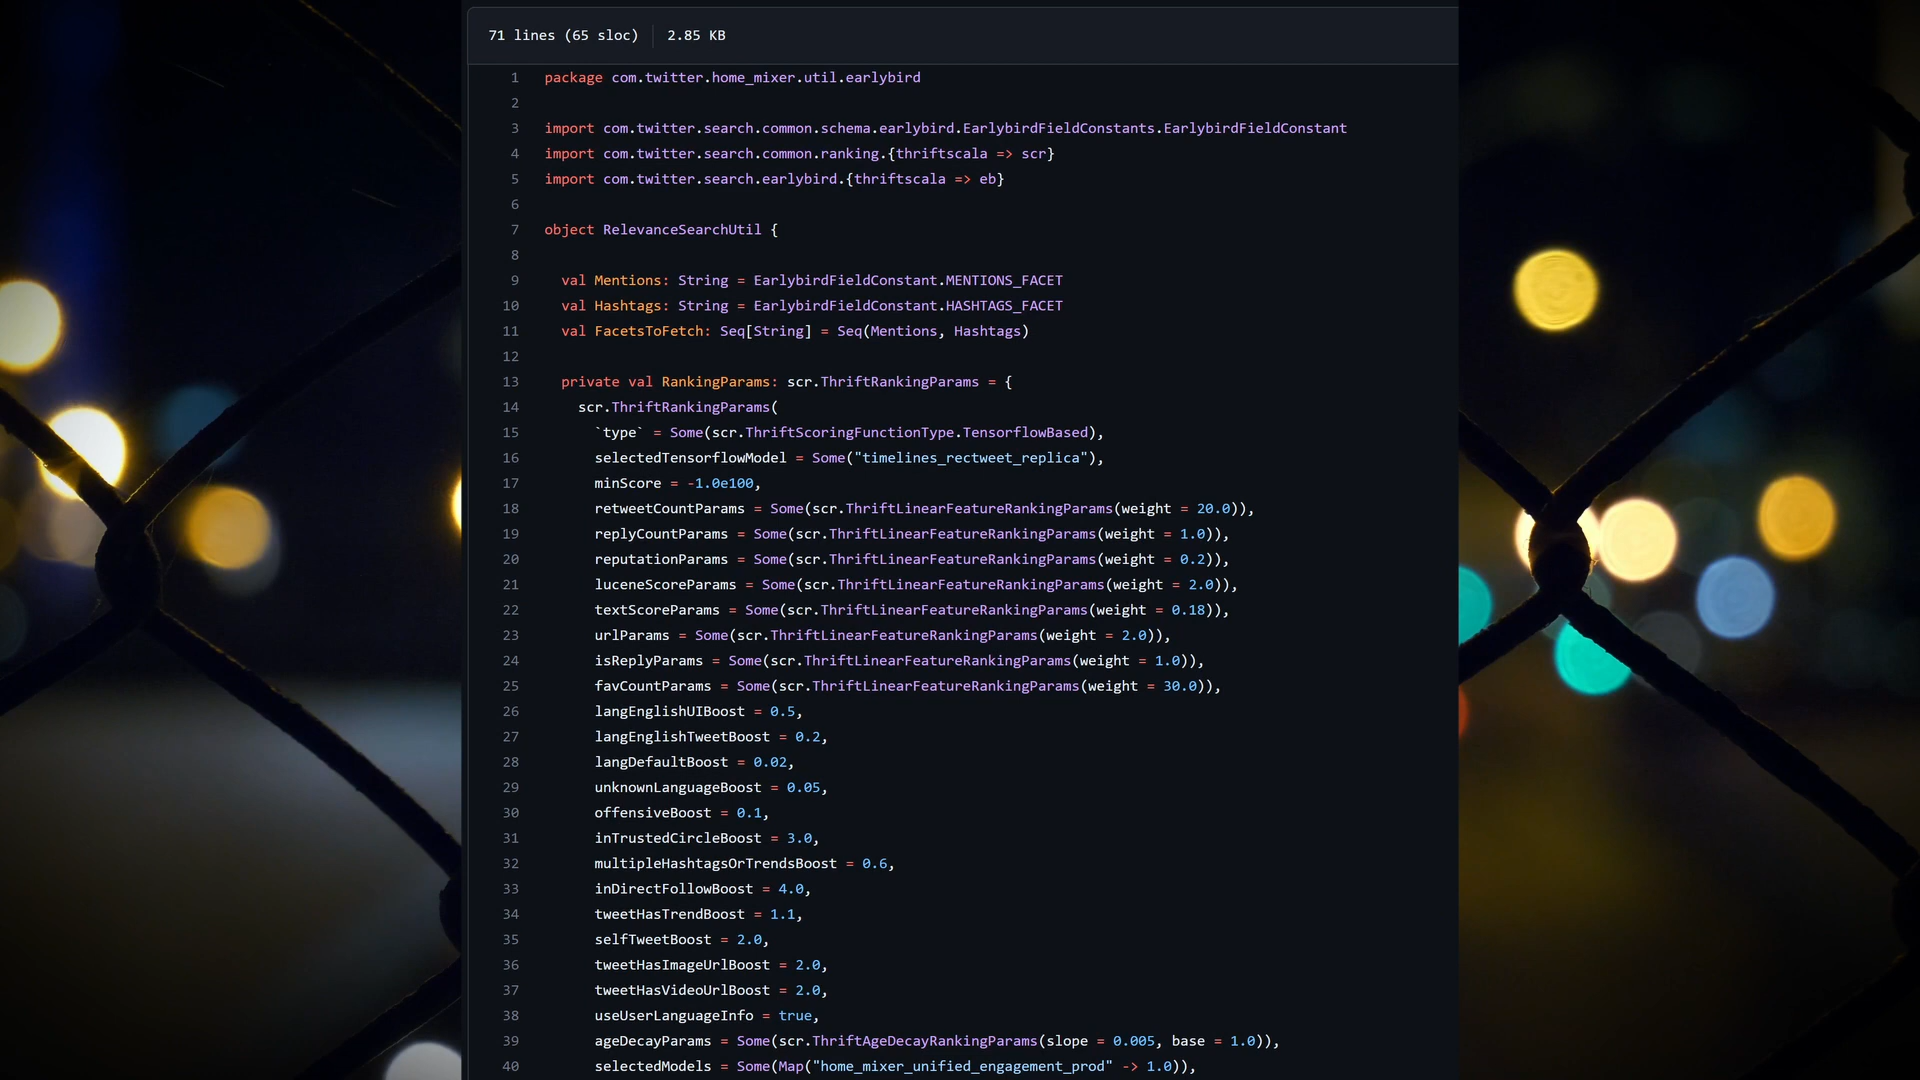 71 lines (65 sloc) 2.85 KB
1 package com.twitter.home_mixer.util.earlybird
2
3 import com.twitter.search.common.schema.earlybird.EarlybirdFieldConstants.EarlybirdFieldConstant
4 import com.twitter.search.common.ranking.{thriftscala => scr}
5 import com.twitter.search.earlybird.{thriftscala => eb}
6
7 object RelevanceSearchUtil {
8
9 val Mentions: String = EarlybirdFieldConstant.MENTIONS_FACET
10 val Hashtags: String = EarlybirdFieldConstant.HASHTAGS_FACET
11 val FacetsToFetch: Seq[String] = Seq(Mentions, Hashtags)
12
13 private val RankingParams: scr.ThriftRankingParams = {
14 scr.ThriftRankingParams(
15 `type` = Some(scr.ThriftScoringFunctionType.TensorflowBased),
16 selectedTensorflowModel = Some("timelines_rectweet_replica"),
17 minScore = -1.0e100,
18 retweetCountParams = Some(scr.ThriftLinearFeatureRankingParams(weight = 20.0)),
19 replyCountParams = Some(scr.ThriftLinearFeatureRankingParams(weight = 1.0)),
20 reputationParams = Some(scr.ThriftLinearFeatureRankingParams(weight = 0.2)),
21 luceneScoreParams = Some(scr.ThriftLinearFeatureRankingParams(weight = 2.0)),
22 textScoreParams = Some(scr.ThriftLinearFeatureRankingParams(weight = 0.18)),
23 urlParams = Some(scr.ThriftLinearFeatureRankingParams(weight = 2.0)),
24 isReplyParams = Some(scr.ThriftLinearFeatureRankingParams(weight = 1.0)),
25 favCountParams = Some(scr.ThriftLinearFeatureRankingParams(weight = 30.0)),
26 langEnglishUIBoost = 0.5,
27 langEnglishTweetBoost = 0.2,
28 langDefaultBoost = 0.02,
29 unknownLanguageBoost = 0.05,
30 offensiveBoost = 0.1,
31 inTrustedCircleBoost = 3.0,
32 multipleHashtagsOrTrendsBoost = 0.6,
33 inDirectFollowBoost = 4.0,
34 tweetHasTrendBoost = 1.1,
35 selfTweetBoost = 2.0,
36 tweetHasImageUrlBoost = 2.0,
37 tweetHasVideoUrlBoost = 2.0,
38 useUserLanguageInfo = true,
39 ageDecayParams = Some(scr.ThriftAgeDecayRankingParams(slope = 0.005, base = 1.0)),
40 selectedModels = Some(Map("home_mixer_unified_engagement_prod" -> 1.0)),